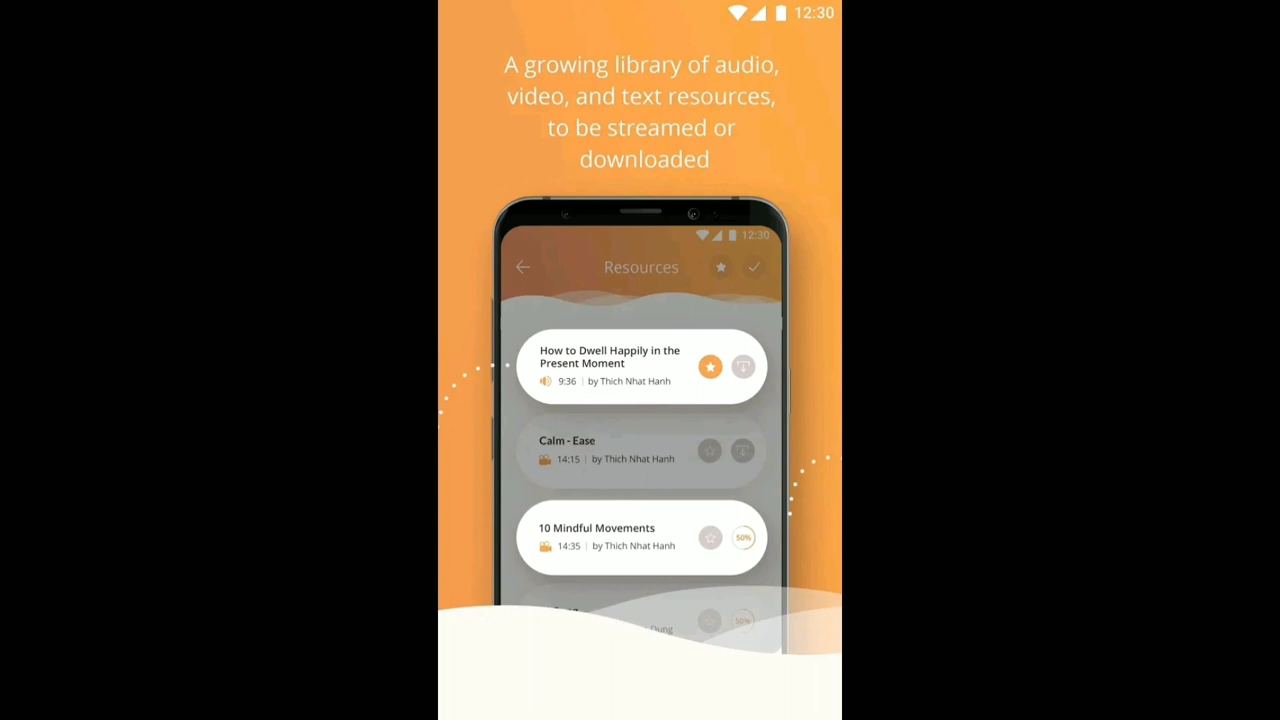 12:30
A growing library of audio,
video, and text resources,
to be streamed or
downloaded
12:30
Resources
How to Dwell Happily in the
Present Moment
9:36 | by Thich Nhat Hanh
Calm - Ease
14:15 | by Thich Nhat Hanh
10 Mindful Movements
14:35 | by Thich Nhat Hanh
50%
Dung
50%